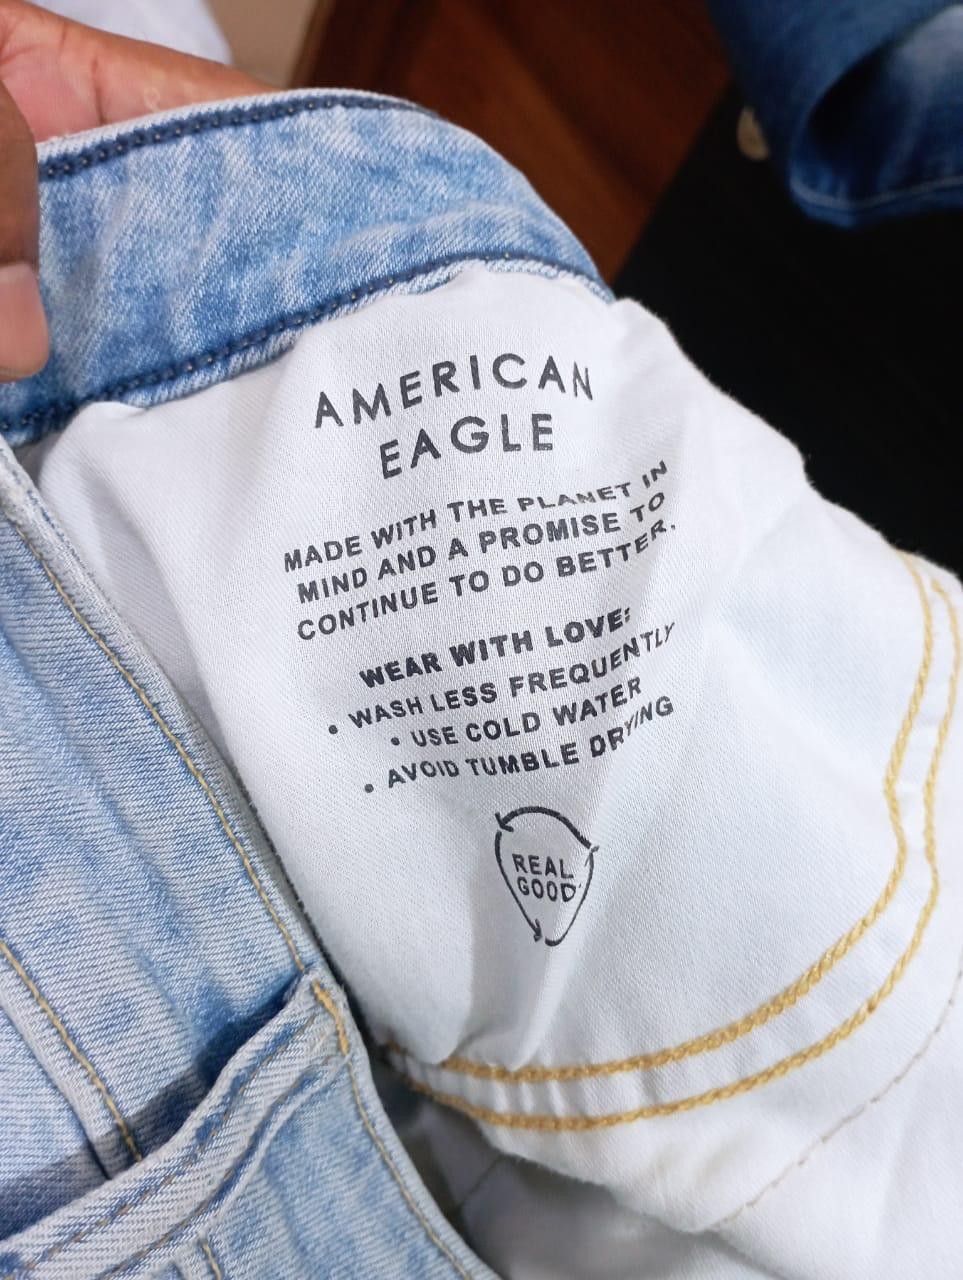 AMERICAN
EAGLE
MADE WITH THE PLANET IN
MIND AND A PROMISE TO
CONTINUE TO DO BETTER.
WEAR WITH LOVE:
• WASH LESS FREQUENTLY
• USE COLD WATER
• AVOID TUMBLE DRYING
REAL
GOOD